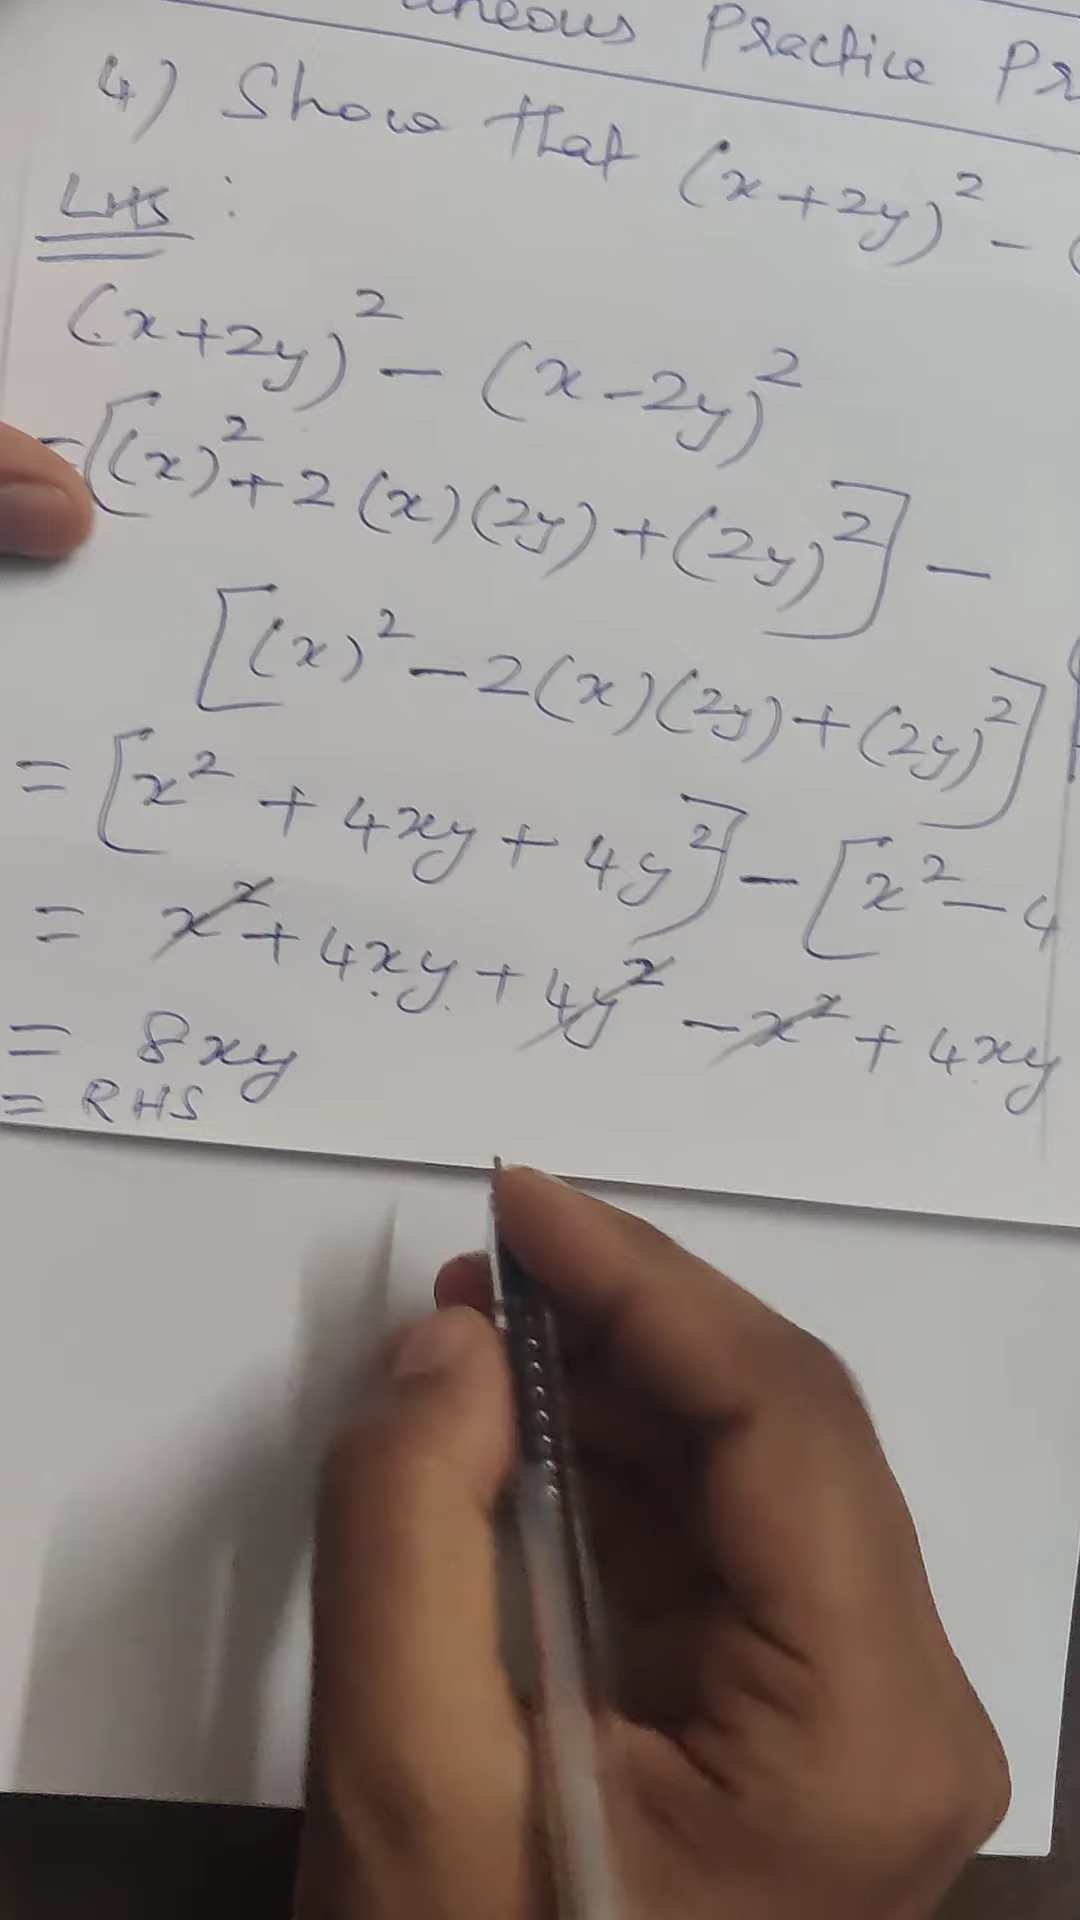 Practice
4) Show that (x+2y)² - (
LHS :
(x+2y)² - (x-2y)²
=[(x)²+2(x)(2y)+(2y)²] -
[(x)²-2(x)(2y)+(2y)²]
= [x² + 4xy + 4y²] - [x²-4
= x²+4xy+4y² -x² + 4xy
= 8xy
= RHS